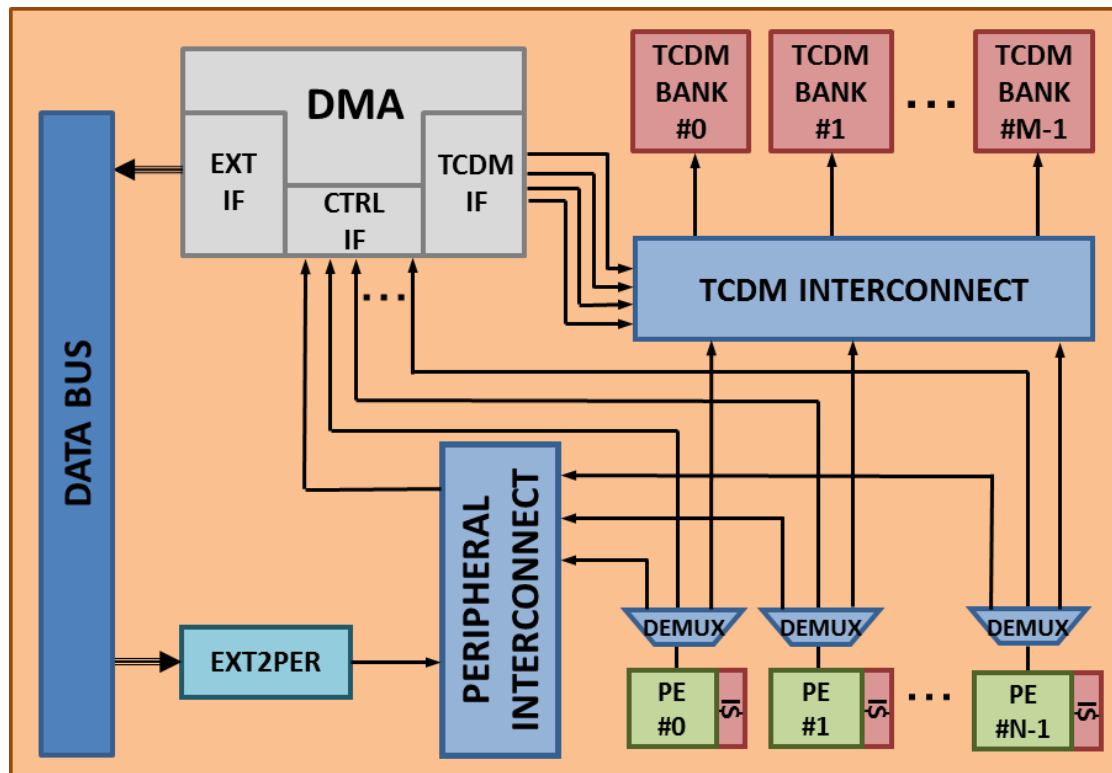 DMA
EXT
IF
CTRL
IF
TCDM
IF
TCDM
BANK
#0
TCDM
BANK
#1
...
TCDM
BANK
#M-1
TCDM INTERCONNECT
...
DATA BUS
PERIPHERAL
INTERCONNECT
EXT2PER
DEMUX
DEMUX
DEMUX
PE
#0
I$
PE
#1
I$
...
PE
#N-1
I$